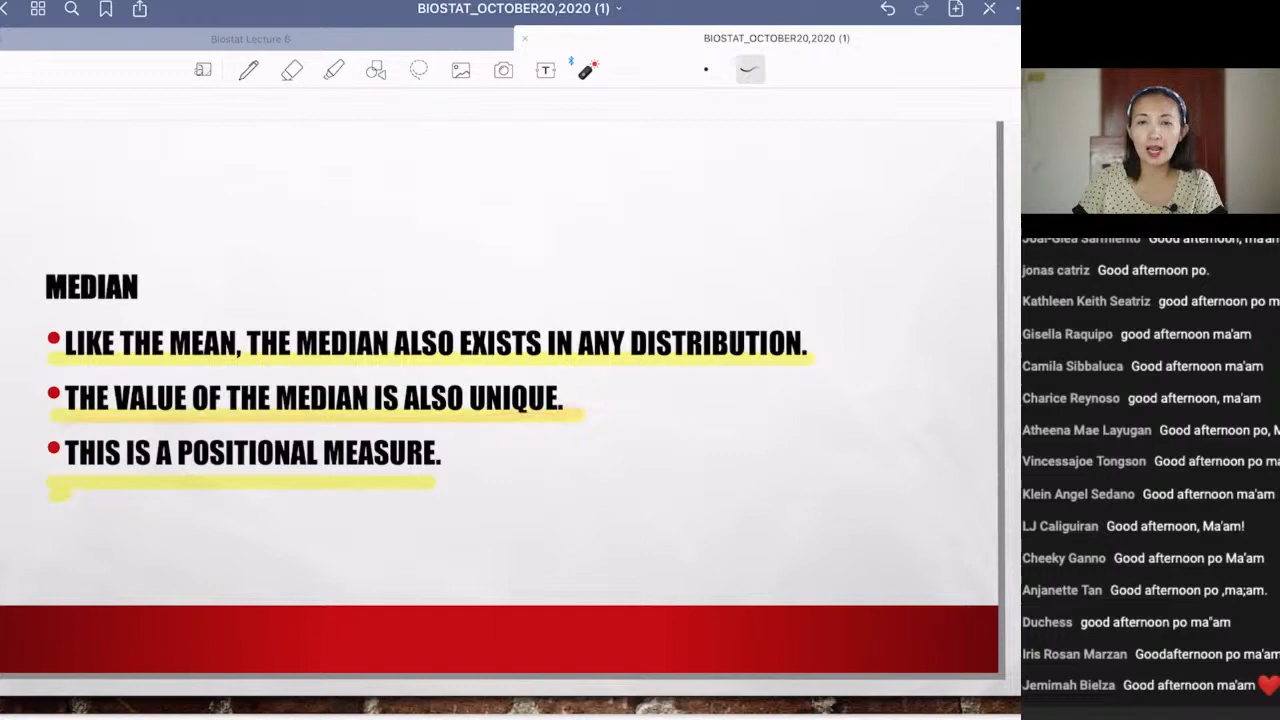 BIOSTAT_OCTOBER20,2020 (1)
Biostat Lecture 6
BIOSTAT_OCTOBER20,2020 (1)
T
MEDIAN
LIKE THE MEAN, THE MEDIAN ALSO EXISTS IN ANY DISTRIBUTION.
THE VALUE OF THE MEDIAN IS ALSO UNIQUE.
THIS IS A POSITIONAL MEASURE.
Sarmiento Good afternoon, ma'am
jonas catriz Good afternoon po.
Kathleen Keith Seatriz good afternoon po m
Gisella Raquipo good afternoon ma'am
Camila Sibbaluca Good afternoon ma'am
Charice Reynoso good afternoon, ma'am
Atheena Mae Layugan Good afternoon po, M
Vincessajoe Tongson Good afternoon po ma
Klein Angel Sedano Good afternoon ma'am
LJ Caliguiran Good afternoon, Ma'am!
Cheeky Ganno Good afternoon po Ma'am
Anjanette Tan Good afternoon po ,ma;am.
Duchess good afternoon po ma"am
Iris Rosan Marzan Goodafternoon po ma'am
Jemimah Bielza Good afternoon ma'am ❤️